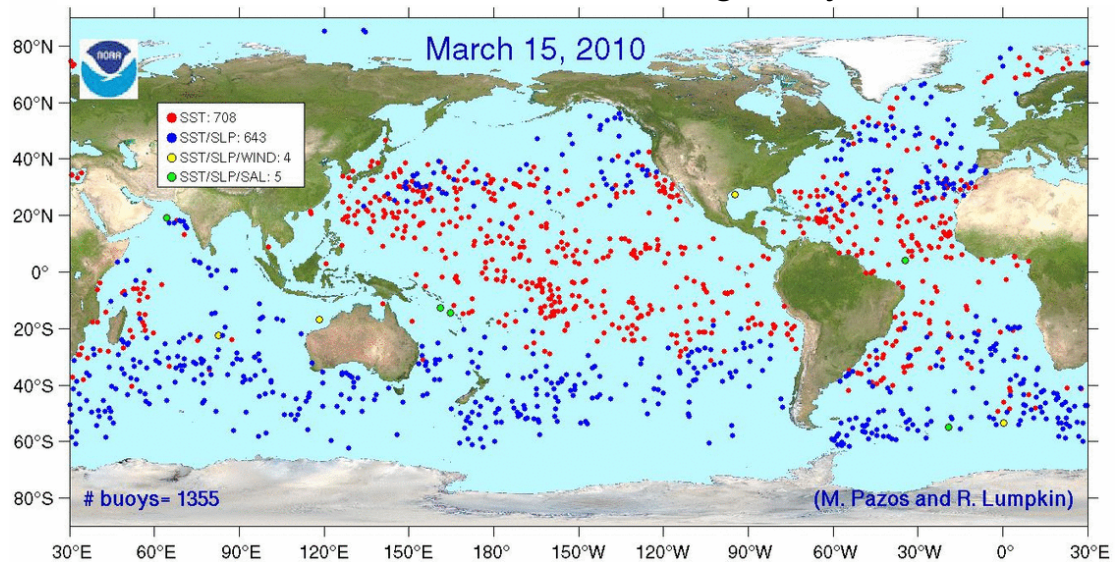 80°N
60°N
40°N
20°N
0°
20°S
40°S
60°S
80°S
NOAA
March 15, 2010
SST: 708
SST/SLP: 643
SST/SLP/WIND: 4
SST/SLP/SAL: 5
# buoys= 1355
(M. Pazos and R. Lumpkin)
30°E 60°E 90°E 120°E 150°E 180° 150°W 120°W 90°W 60°W 30°W 0° 30°E